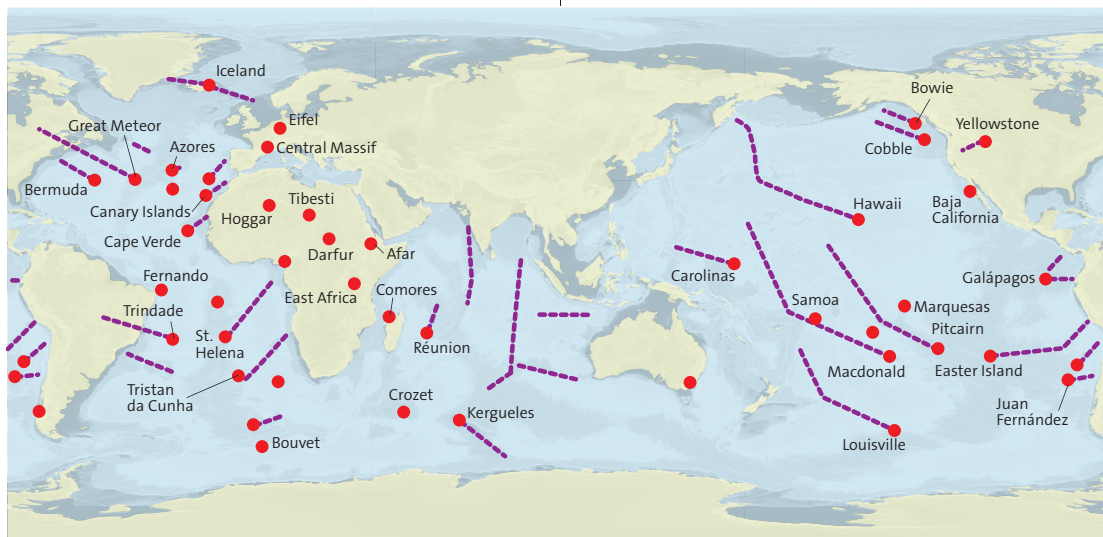 Iceland
Bowie
Eifel
Great Meteor
Yellowstone
Azores
Central Massif
Cobble
Bermuda
Tibesti
Baja
California
Canary Islands
Hoggar
Hawaii
Cape Verde
Darfur
Afar
Fernando
Carolinas
Galápagos
East Africa
Comores
Samoa
Marquesas
Trindade
Pitcairn
St.
Helena
Réunion
Macdonald
Easter Island
Tristan
da Cunha
Crozet
Kergueles
Juan
Fernández
Bouvet
Louisville